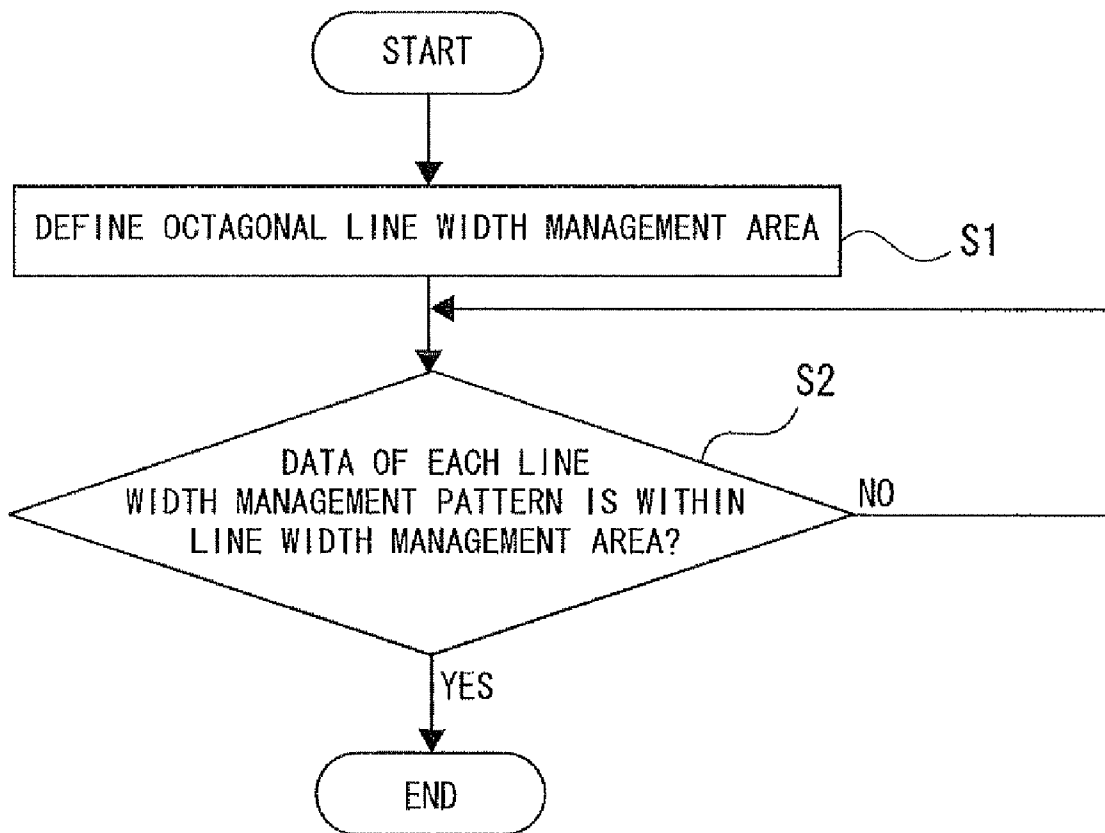 START
DEFINE OCTAGONAL LINE WIDTH MANAGEMENT AREA
S1
S2
DATA OF EACH LINE
WIDTH MANAGEMENT PATTERN IS WITHIN
LINE WIDTH MANAGEMENT AREA?
NO
YES
END